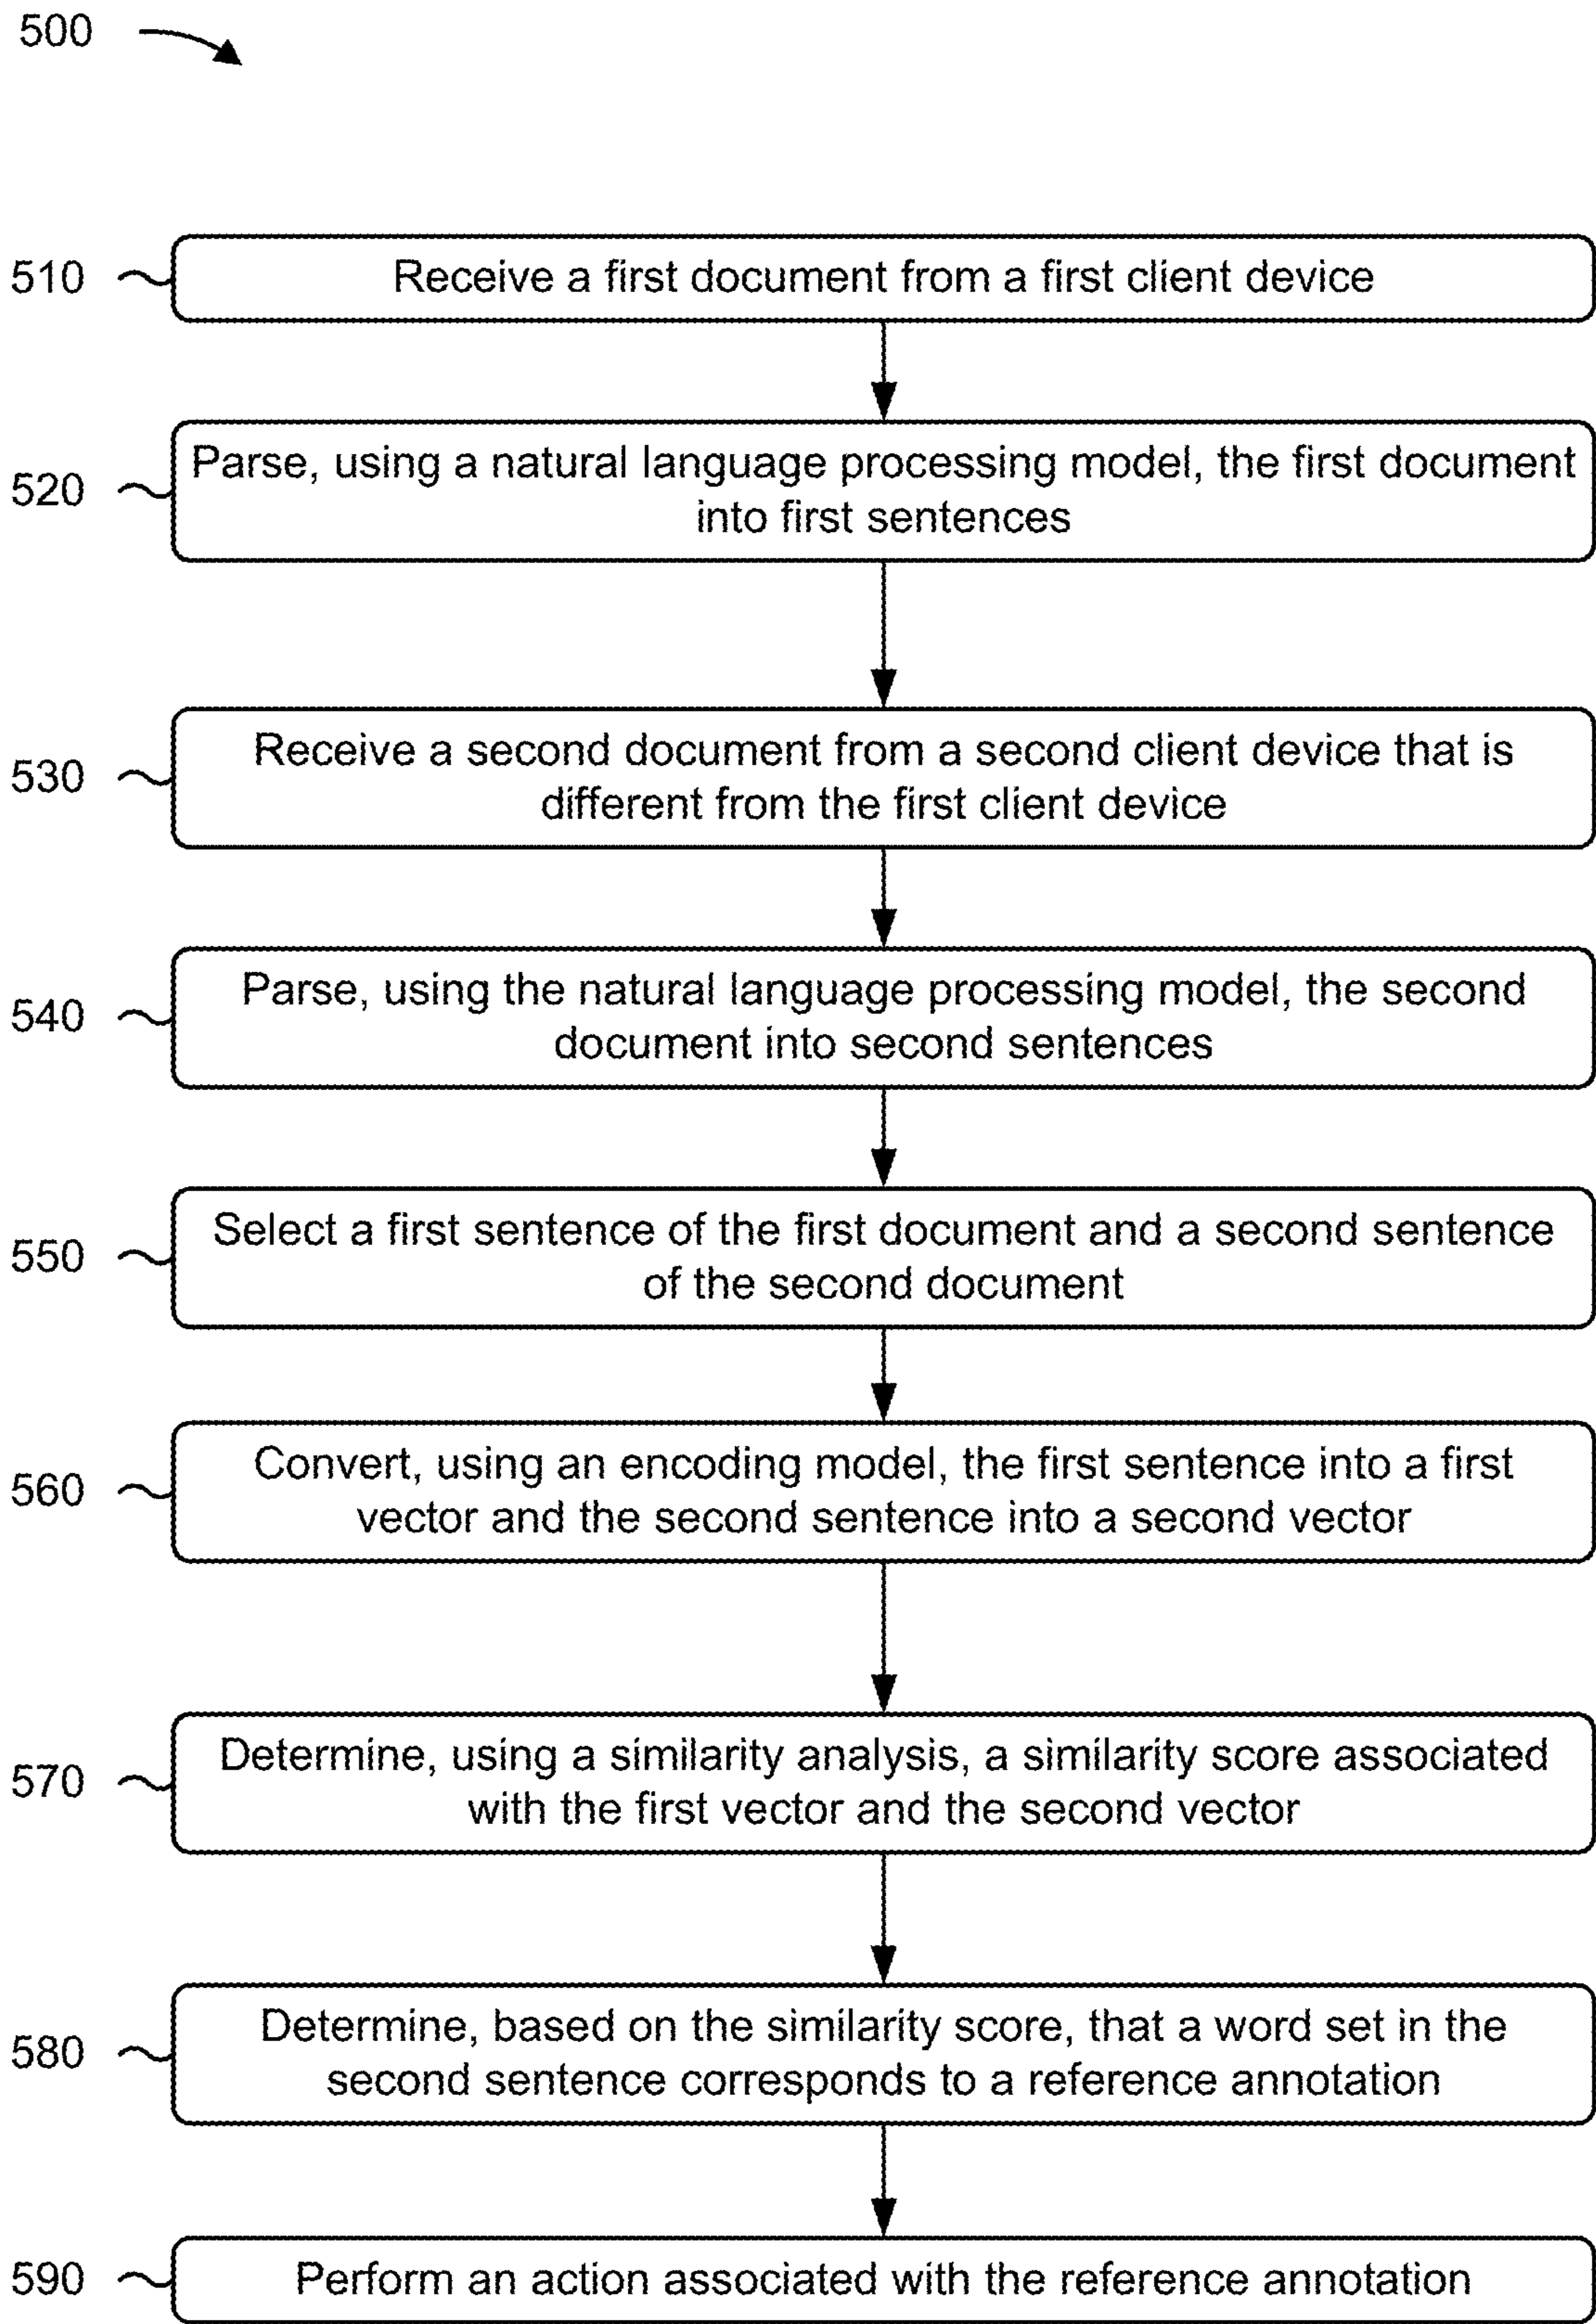 500
510
Receive a first document from a first client device
520
Parse, using a natural language processing model, the first document
into first sentences
530
Receive a second document from a second client device that is
different from the first client device
540
Parse, using the natural language processing model, the second
document into second sentences
550
Select a first sentence of the first document and a second sentence
of the second document
560
Convert, using an encoding model, the first sentence into a first
vector and the second sentence into a second vector
570
Determine, using a similarity analysis, a similarity score associated
with the first vector and the second vector
580
Determine, based on the similarity score, that a word set in the
second sentence corresponds to a reference annotation
590
Perform an action associated with the reference annotation